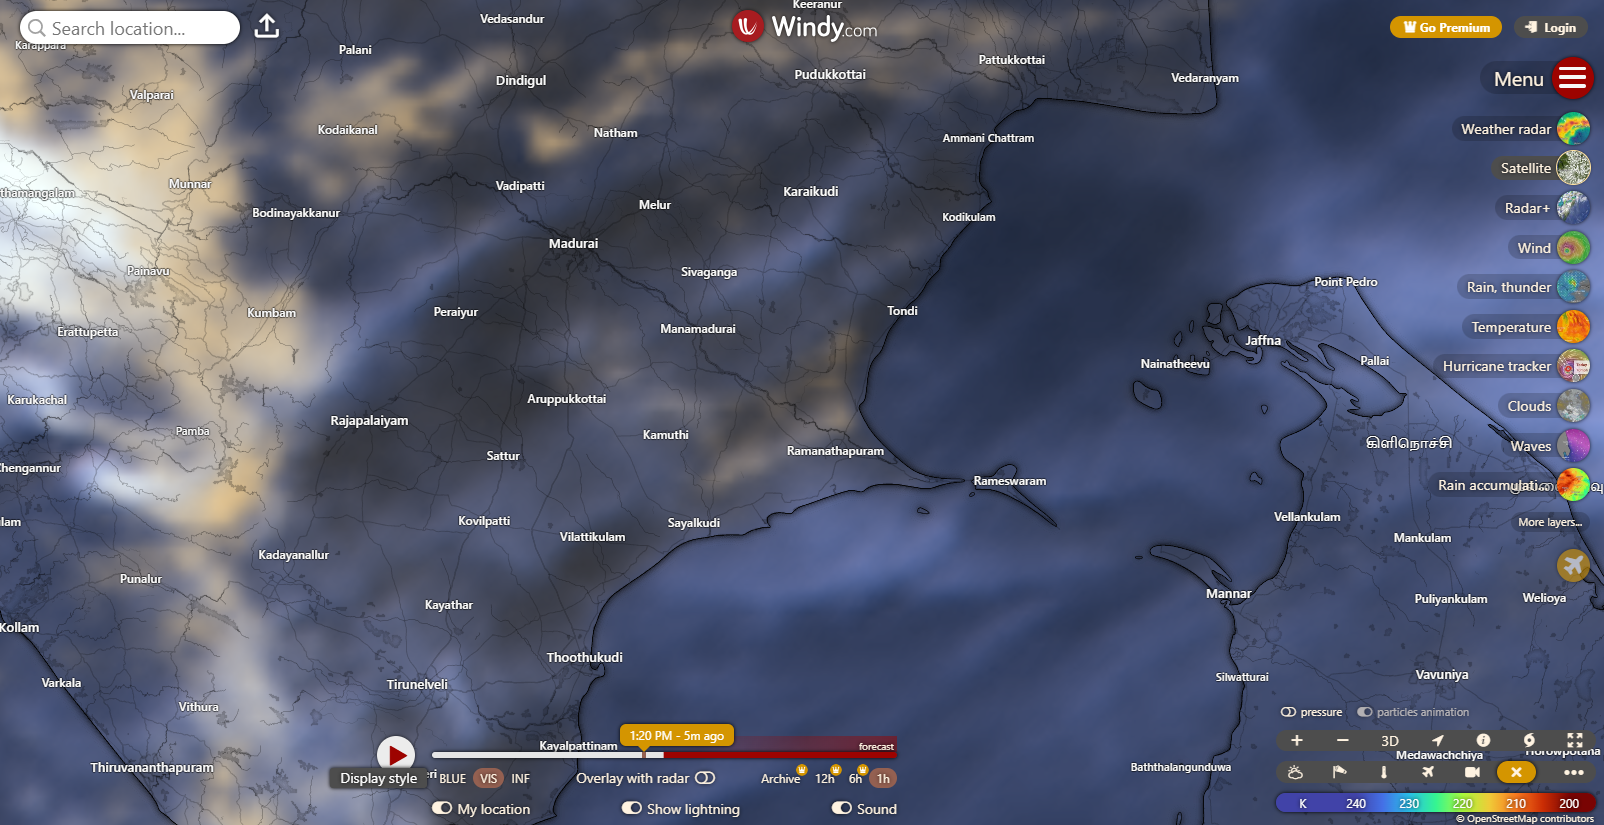 Search location...
Windy.com
Go Premium
Login
Menu
Weather radar
Satellite
Radar+
Wind
Rain, thunder
Temperature
Hurricane tracker
Clouds
Waves
Rain accumulati...
More layers...
Keeranur
Vedasandur
Karappara
Palani
Pattukkottai
Dindigul
Pudukkottai
Vedaranyam
Valparai
Kodaikanal
Natham
Ammani Chattram
Munnar
Vadipatti
Karaikudi
thamangalam
Bodinayakkanur
Melur
Kodikulam
Madurai
Painavu
Sivaganga
Point Pedro
Kumbam
Peraiyur
Tondi
Erattupetta
Manamadurai
Jaffna
Nainatheevu
Pallai
Karukachal
Aruppukkottai
Rajapalaiyam
Pamba
Kamuthi
கிளிநொச்சி
Sattur
Ramanathapuram
Chengannur
Rameswaram
lam
Kovilpatti
Sayalkudi
Vellankulam
Vilattikulam
Mankulam
Kadayanallur
Punalur
Mannar
Puliyankulam
Welioya
Kayathar
Kollam
Thoothukudi
Varkala
Tirunelveli
Silwatturai
Vavuniya
Vithura
Kayalpattinam
Thiruvananthapuram
Baththalangunduwa
Medawachchiya
Horowpotana
1:20 PM - 5m ago
forecast
Display style
eri
BLUE
VIS
INF
Overlay with radar
Archive
12h
6h
1h
My location
Show lightning
Sound
pressure
particles animation
+
−
3D
K 240 230 220 210 200
© OpenStreetMap contributors